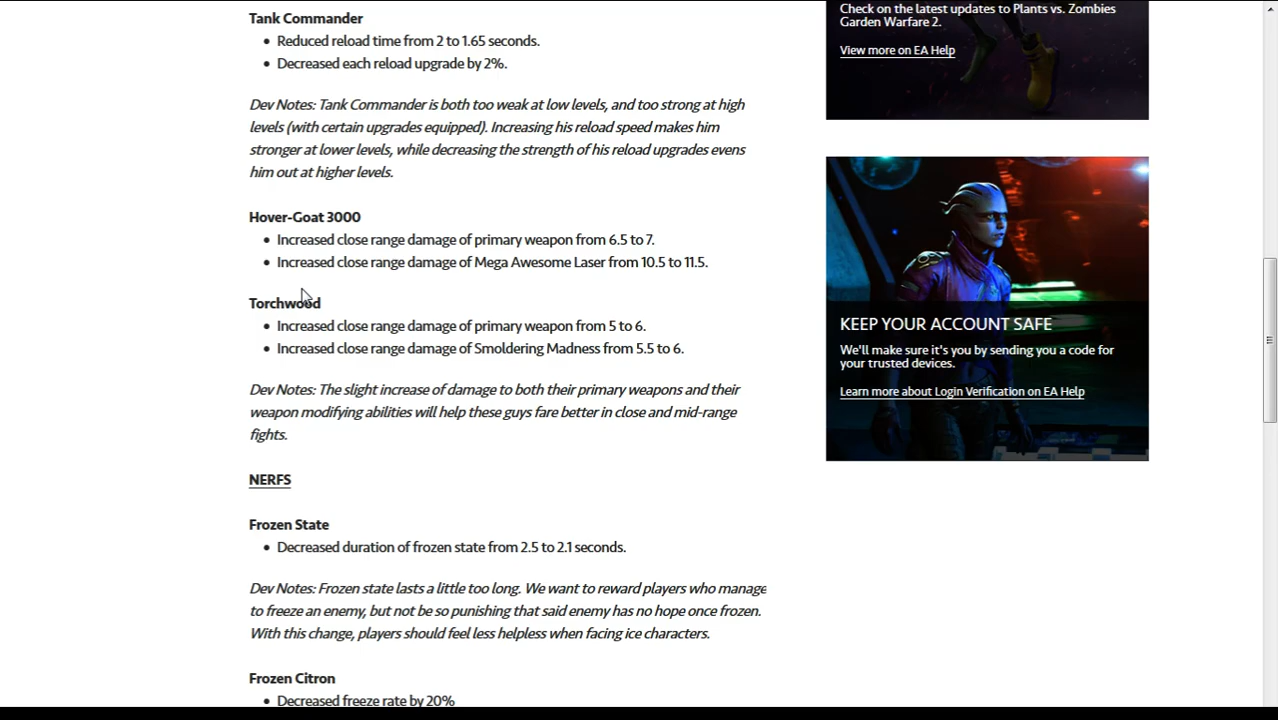 Tank Commander
• Reduced reload time from 2 to 1.65 seconds.
• Decreased each reload upgrade by 2%.
Dev Notes: Tank Commander is both too weak at low levels, and too strong at high
levels (with certain upgrades equipped). Increasing his reload speed makes him
stronger at lower levels, while decreasing the strength of his reload upgrades evens
him out at higher levels.
Hover-Goat 3000
• Increased close range damage of primary weapon from 6.5 to 7.
• Increased close range damage of Mega Awesome Laser from 10.5 to 11.5.
Torchwood
• Increased close range damage of primary weapon from 5 to 6.
• Increased close range damage of Smoldering Madness from 5.5 to 6.
Dev Notes: The slight increase of damage to both their primary weapons and their
weapon modifying abilities will help these guys fare better in close and mid-range
fights.
NERFS
Frozen State
• Decreased duration of frozen state from 2.5 to 2.1 seconds.
Dev Notes: Frozen state lasts a little too long. We want to reward players who manage
to freeze an enemy, but not be so punishing that said enemy has no hope once frozen.
With this change, players should feel less helpless when facing ice characters.
Frozen Citron
• Decreased freeze rate by 20%
Check on the latest updates to Plants vs. Zombies
Garden Warfare 2.
View more on EA Help
KEEP YOUR ACCOUNT SAFE
We'll make sure it's you by sending you a code for
your trusted devices.
Learn more about Login Verification on EA Help